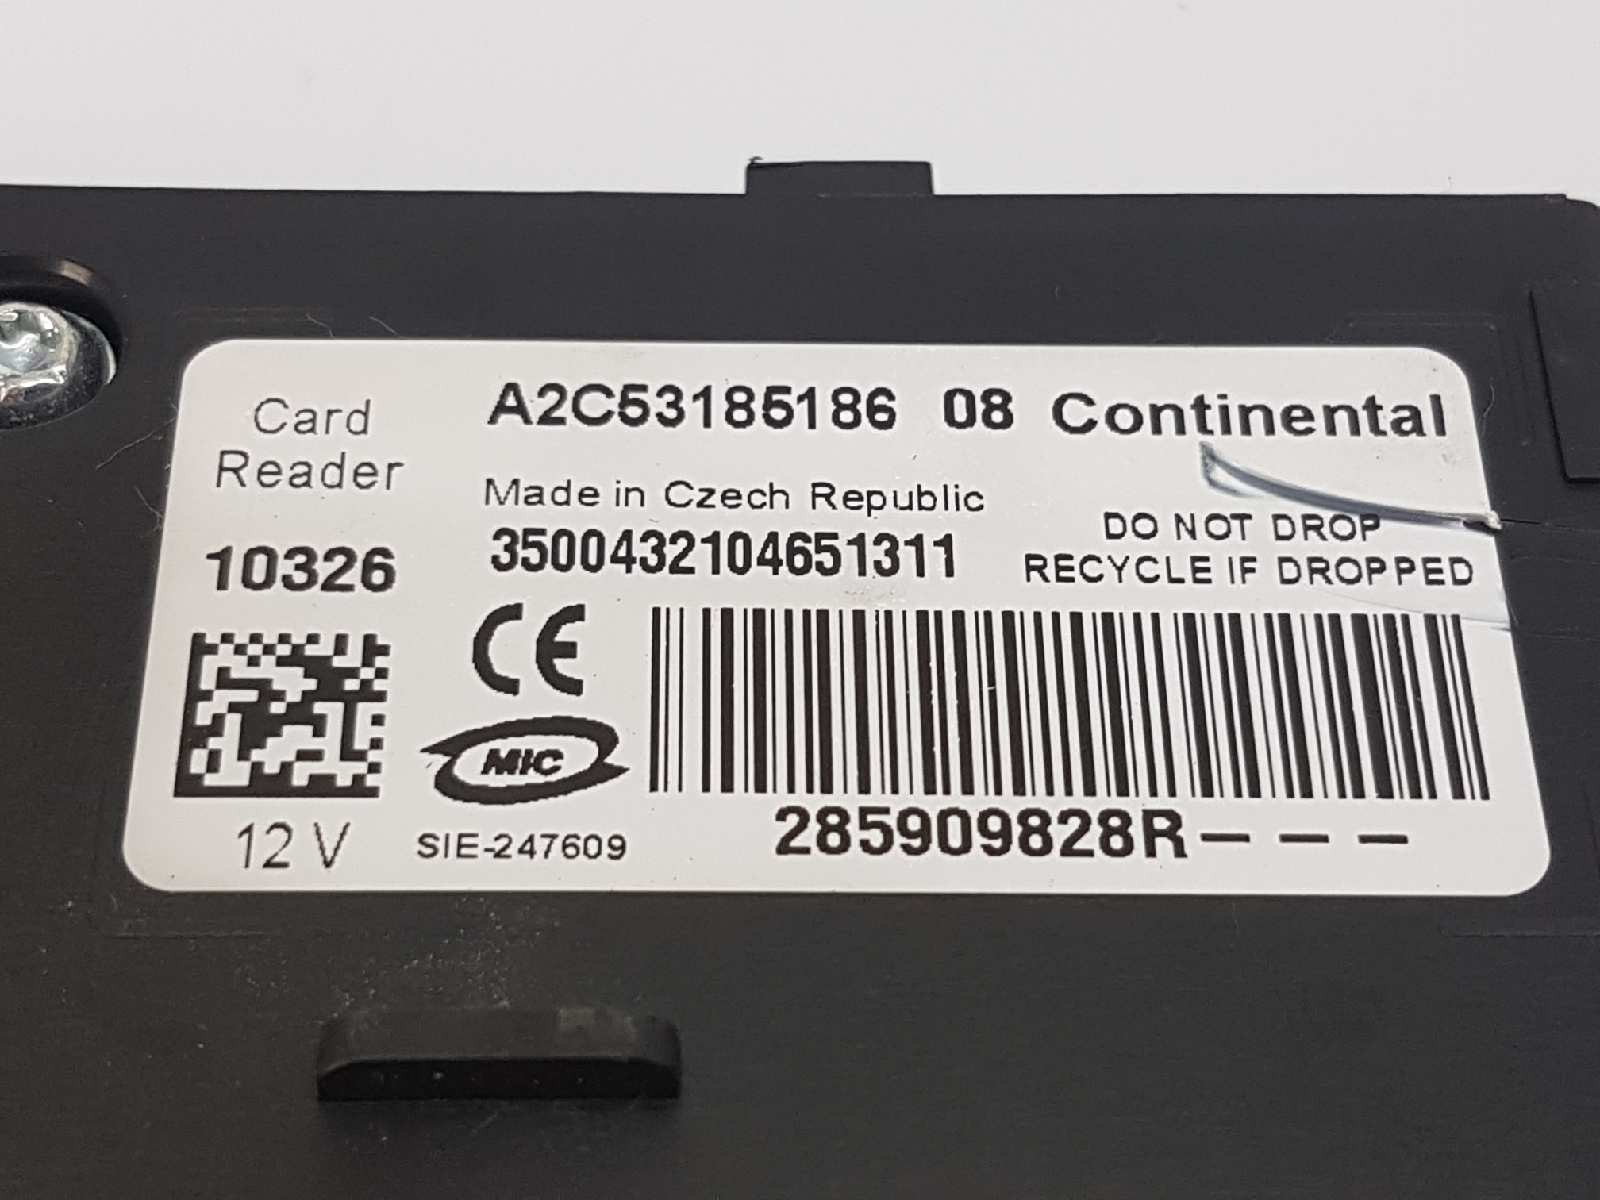 Card
Reader
A2C53185186 08 Continental
Made in Czech Republic
3500432104651311
DO NOT DROP
RECYCLE IF DROPPED
10326
CE
MIC
12 V
SIE-247609
285909828R---